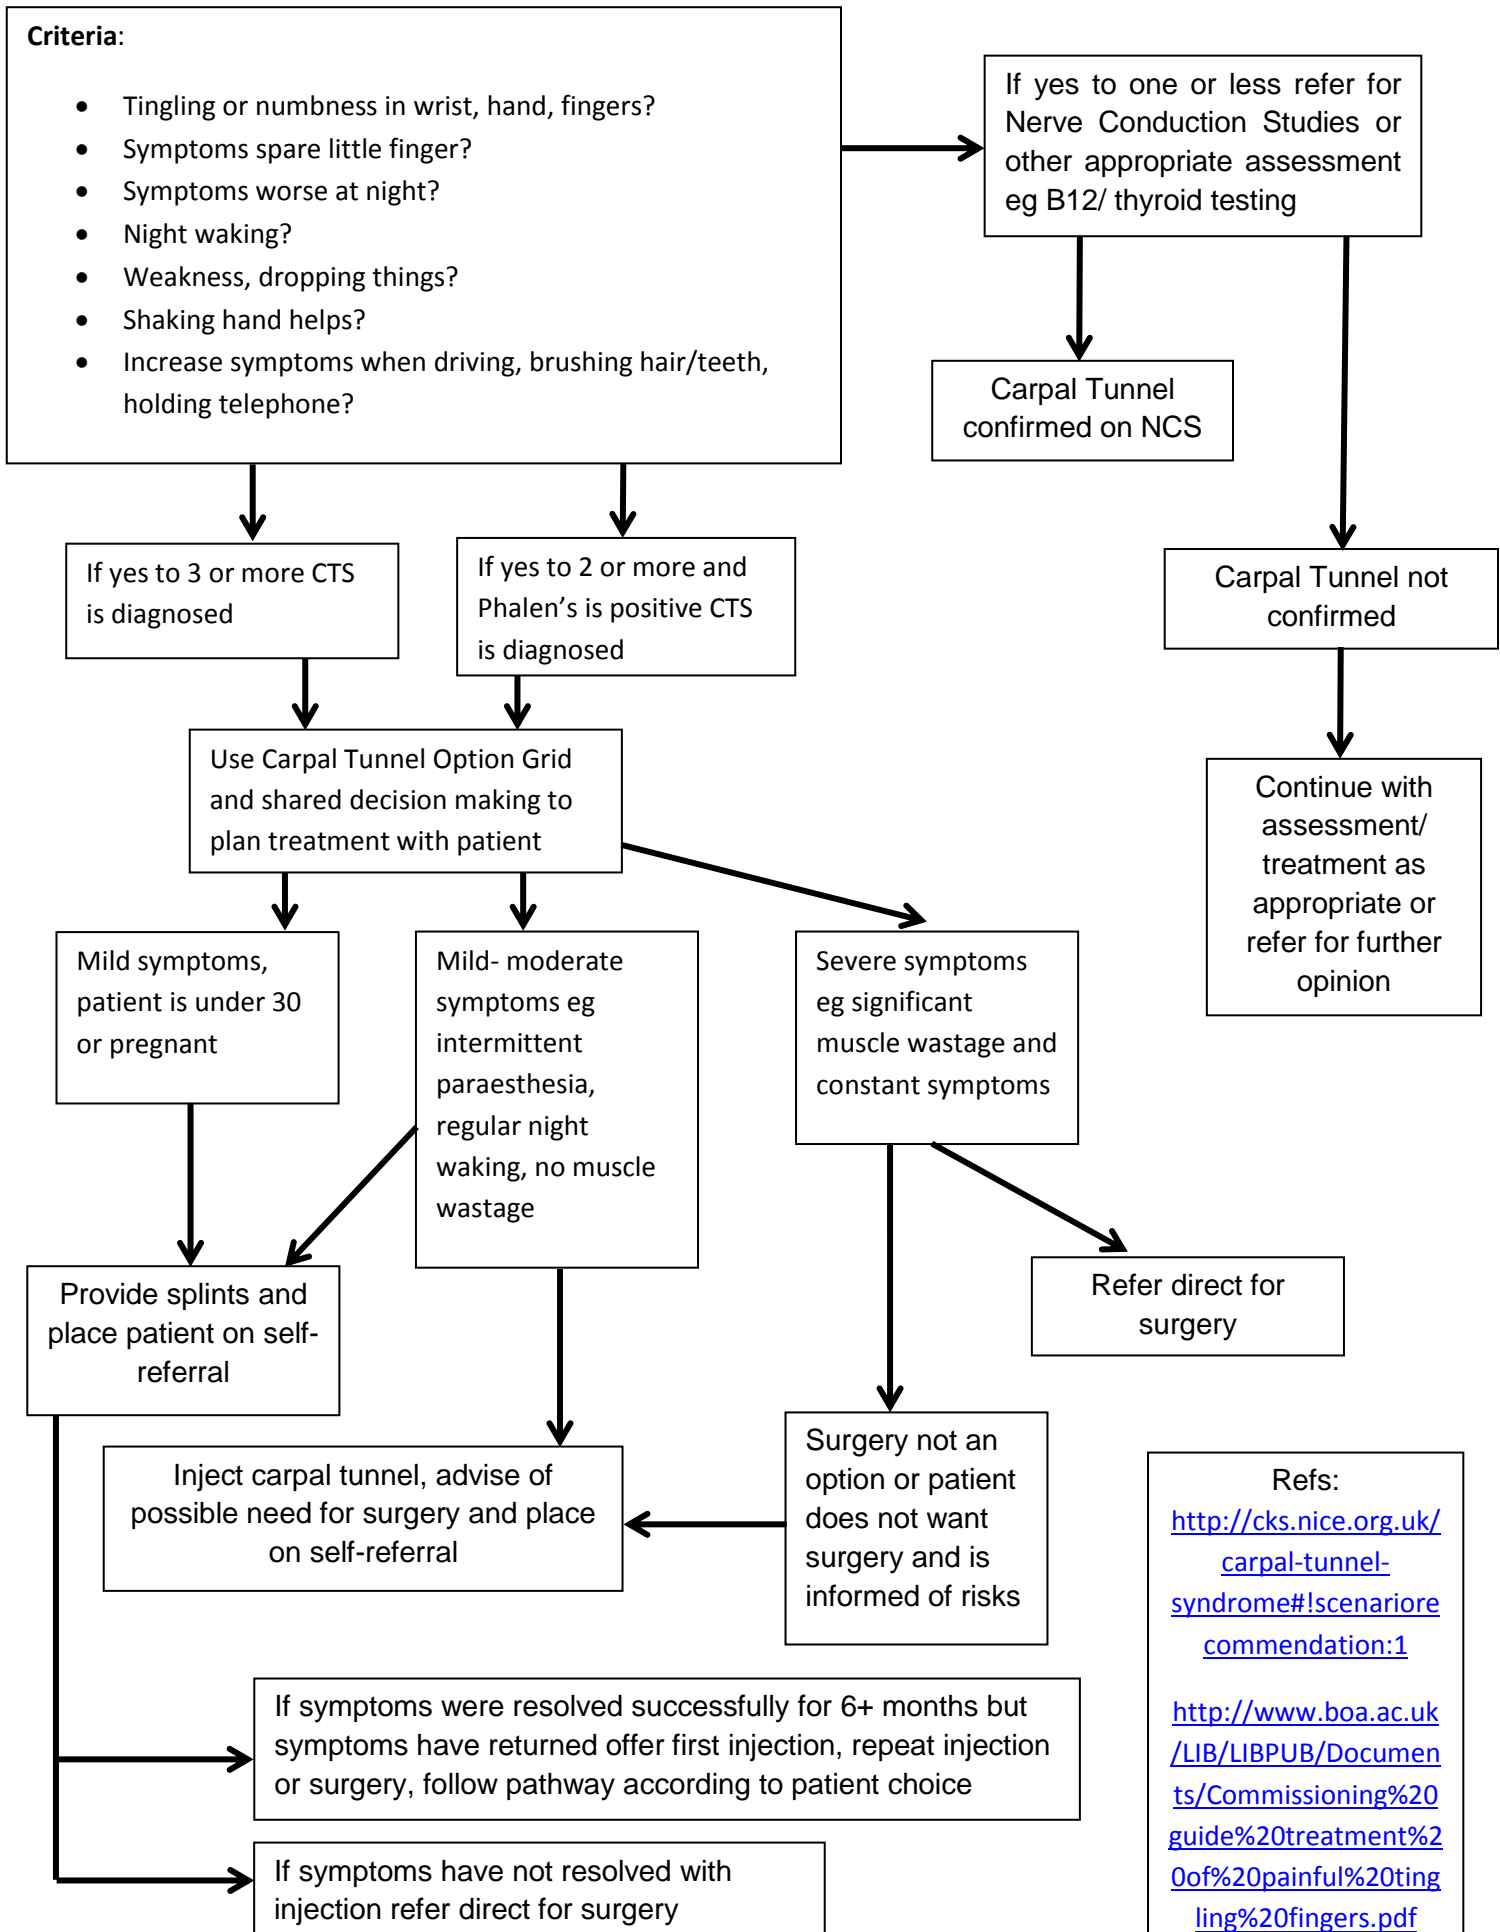 Criteria:
• Tingling or numbness in wrist, hand, fingers?
• Symptoms spare little finger?
• Symptoms worse at night?
• Night waking?
• Weakness, dropping things?
• Shaking hand helps?
• Increase symptoms when driving, brushing hair/teeth,
holding telephone?
If yes to one or less refer for
Nerve Conduction Studies or
other appropriate assessment
eg B12/ thyroid testing
Carpal Tunnel
confirmed on NCS
If yes to 3 or more CTS
is diagnosed
If yes to 2 or more and
Phalen’s is positive CTS
is diagnosed
Carpal Tunnel not
confirmed
Use Carpal Tunnel Option Grid
and shared decision making to
plan treatment with patient
Continue with
assessment/
treatment as
appropriate or
refer for further
opinion
Mild symptoms,
patient is under 30
or pregnant
Mild- moderate
symptoms eg
intermittent
paraesthesia,
regular night
waking, no muscle
wastage
Severe symptoms
eg significant
muscle wastage and
constant symptoms
Provide splints and
place patient on self-
referral
Refer direct for
surgery
Inject carpal tunnel, advise of
possible need for surgery and place
on self-referral
Surgery not an
option or patient
does not want
surgery and is
informed of risks
Refs:
http://cks.nice.org.uk/
carpal-tunnel-
syndrome#!scenariore
commendation:1
http://www.boa.ac.uk
/LIB/LIBPUB/Documen
ts/Commissioning%20
guide%20treatment%2
0of%20painful%20ting
ling%20fingers.pdf
If symptoms were resolved successfully for 6+ months but
symptoms have returned offer first injection, repeat injection
or surgery, follow pathway according to patient choice
If symptoms have not resolved with
injection refer direct for surgery